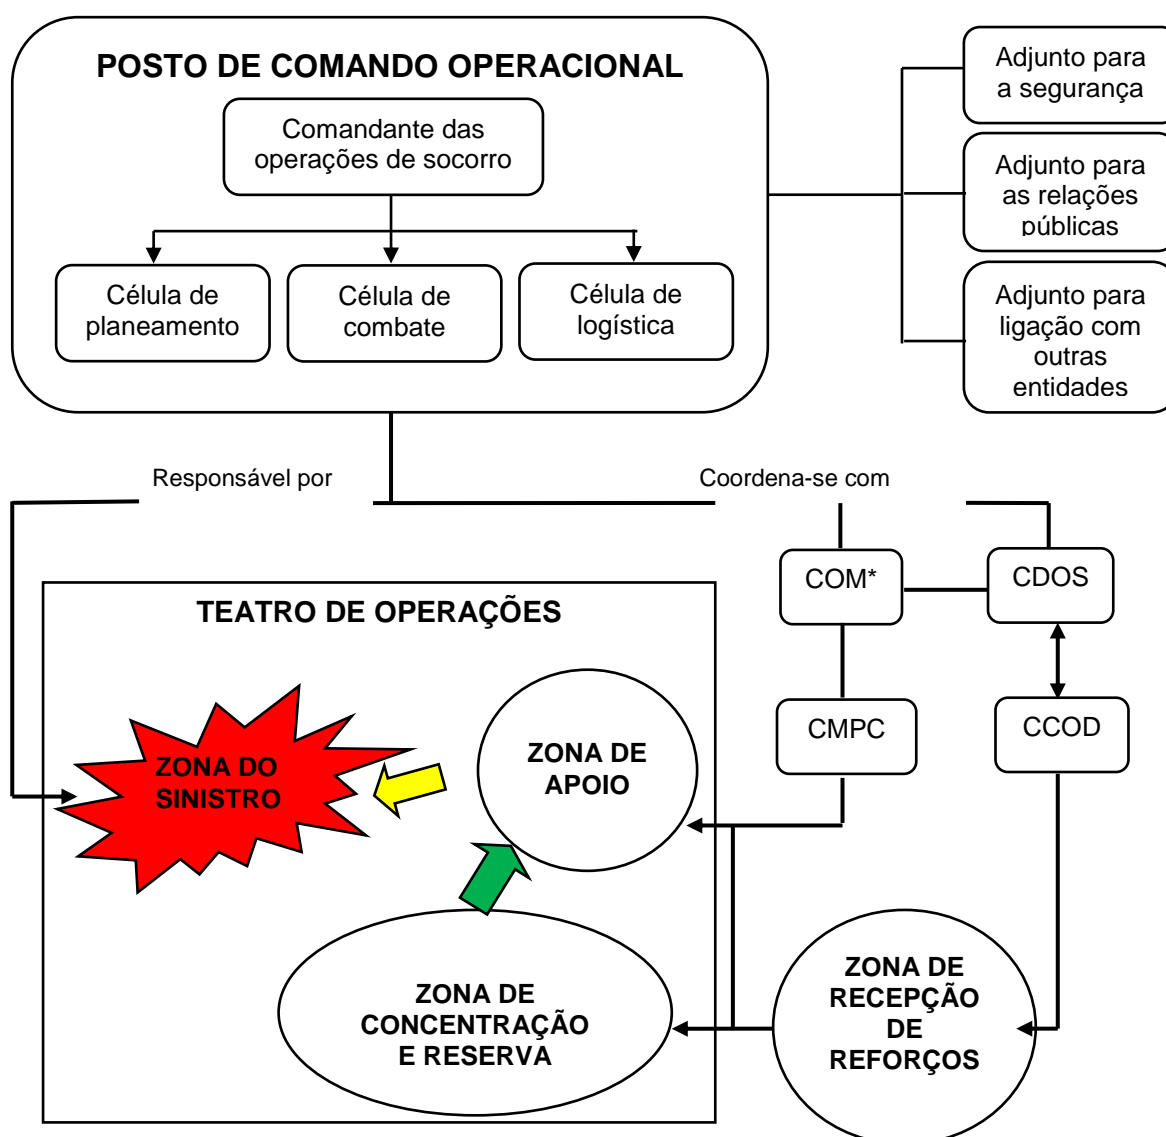 POSTO DE COMANDO OPERACIONAL
Comandante das
operações de socorro
Célula de
planeamento
Célula de
combate
Célula de
logística
Adjunto para
a segurança
Adjunto para
as relações
públicas
Adjunto para
ligação com
outras
entidades
Responsável por
Coordena-se com
COM*
CDOS
CMPC
CCOD
TEATRO DE OPERAÇÕES
ZONA DO
SINISTRO
ZONA DE
APOIO
ZONA DE
CONCENTRAÇÃO
E RESERVA
ZONA DE
RECEPÇÃO
DE
REFORÇOS